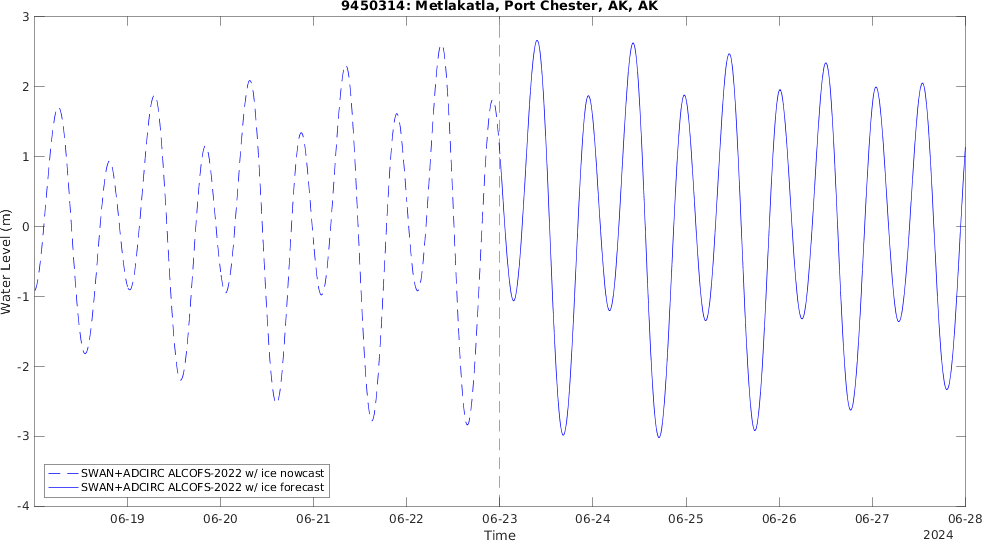 9450314: Metlakatla, Port Chester, AK, AK
3
2
1
0
-1
-2
-3
-4
Water Level (m)
SWAN+ADCIRC ALCOFS-2022 w/ ice nowcast
SWAN+ADCIRC ALCOFS-2022 w/ ice forecast
06-19 06-20 06-21 06-22 06-23 06-24 06-25 06-26 06-27 06-28
Time
2024